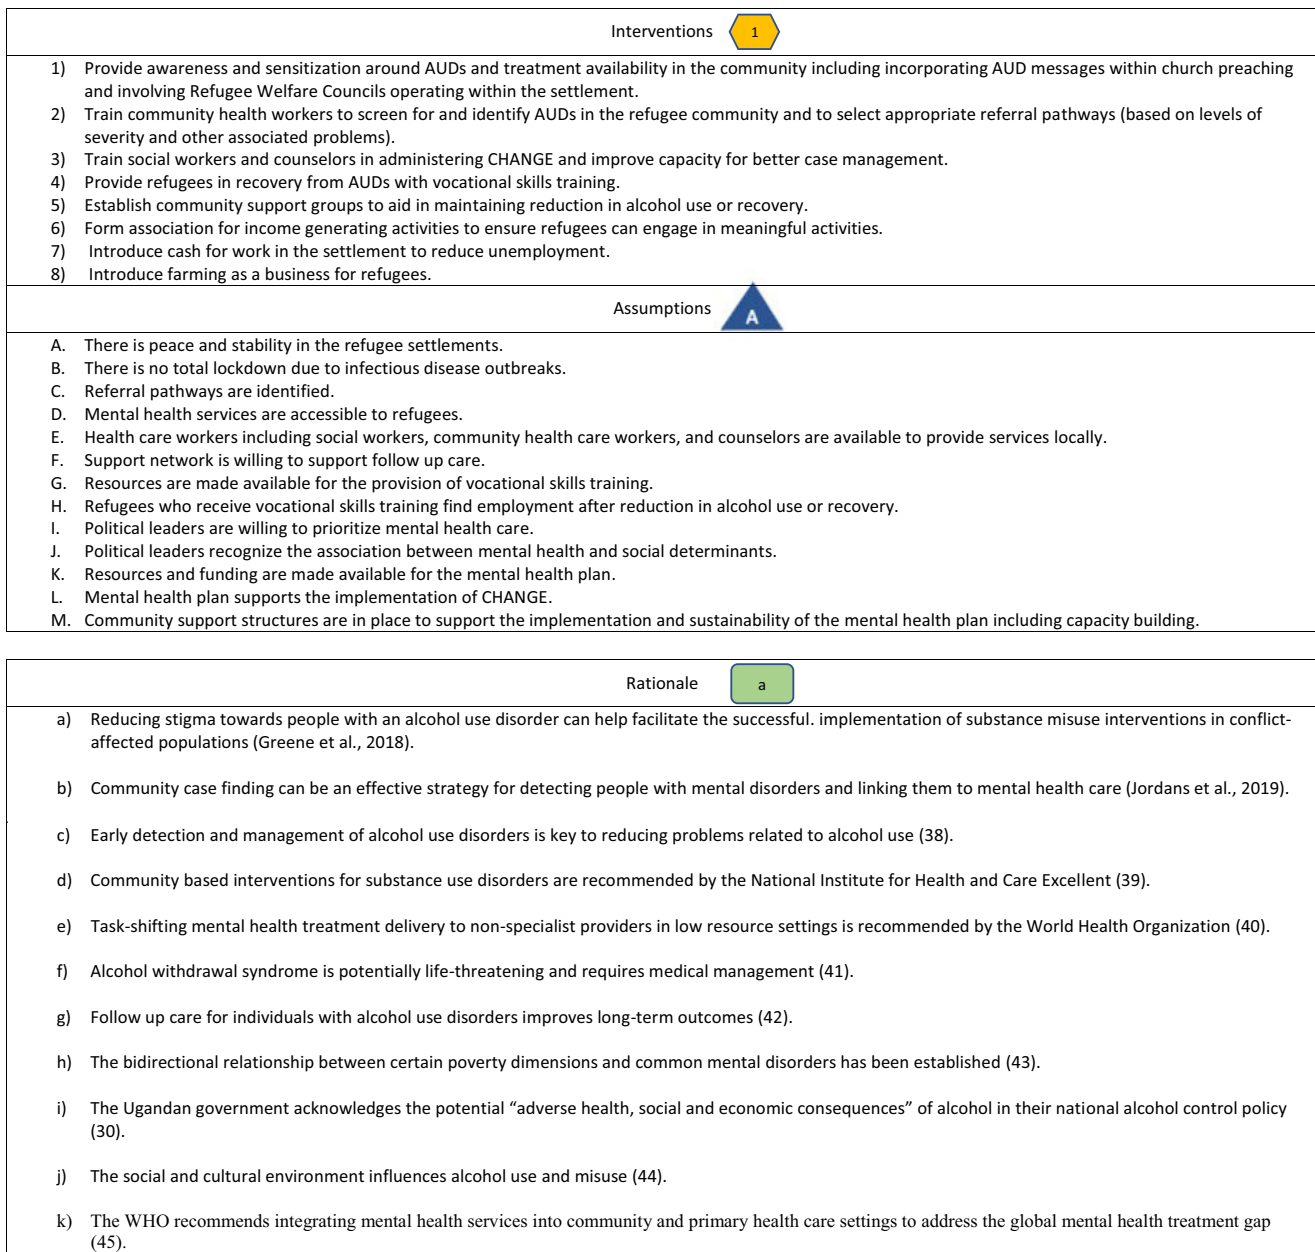 Interventions 1
1) Provide awareness and sensitization around AUDs and treatment availability in the community including incorporating AUD messages within church preaching
and involving Refugee Welfare Councils operating within the settlement.
2) Train community health workers to screen for and identify AUDs in the refugee community and to select appropriate referral pathways (based on levels of
severity and other associated problems).
3) Train social workers and counselors in administering CHANGE and improve capacity for better case management.
4) Provide refugees in recovery from AUDs with vocational skills training.
5) Establish community support groups to aid in maintaining reduction in alcohol use or recovery.
6) Form association for income generating activities to ensure refugees can engage in meaningful activities.
7) Introduce cash for work in the settlement to reduce unemployment.
8) Introduce farming as a business for refugees.
Assumptions A
A. There is peace and stability in the refugee settlements.
B. There is no total lockdown due to infectious disease outbreaks.
C. Referral pathways are identified.
D. Mental health services are accessible to refugees.
E. Health care workers including social workers, community health care workers, and counselors are available to provide services locally.
F. Support network is willing to support follow up care.
G. Resources are made available for the provision of vocational skills training.
H. Refugees who receive vocational skills training find employment after reduction in alcohol use or recovery.
I. Political leaders are willing to prioritize mental health care.
J. Political leaders recognize the association between mental health and social determinants.
K. Resources and funding are made available for the mental health plan.
L. Mental health plan supports the implementation of CHANGE.
M. Community support structures are in place to support the implementation and sustainability of the mental health plan including capacity building.
Rationale a
a) Reducing stigma towards people with an alcohol use disorder can help facilitate the successful. implementation of substance misuse interventions in conflict-
affected populations (Greene et al., 2018).
b) Community case finding can be an effective strategy for detecting people with mental disorders and linking them to mental health care (Jordans et al., 2019).
c) Early detection and management of alcohol use disorders is key to reducing problems related to alcohol use (38).
d) Community based interventions for substance use disorders are recommended by the National Institute for Health and Care Excellent (39).
e) Task-shifting mental health treatment delivery to non-specialist providers in low resource settings is recommended by the World Health Organization (40).
f) Alcohol withdrawal syndrome is potentially life-threatening and requires medical management (41).
g) Follow up care for individuals with alcohol use disorders improves long-term outcomes (42).
h) The bidirectional relationship between certain poverty dimensions and common mental disorders has been established (43).
i) The Ugandan government acknowledges the potential “adverse health, social and economic consequences” of alcohol in their national alcohol control policy
(30).
j) The social and cultural environment influences alcohol use and misuse (44).
k) The WHO recommends integrating mental health services into community and primary health care settings to address the global mental health treatment gap
(45).